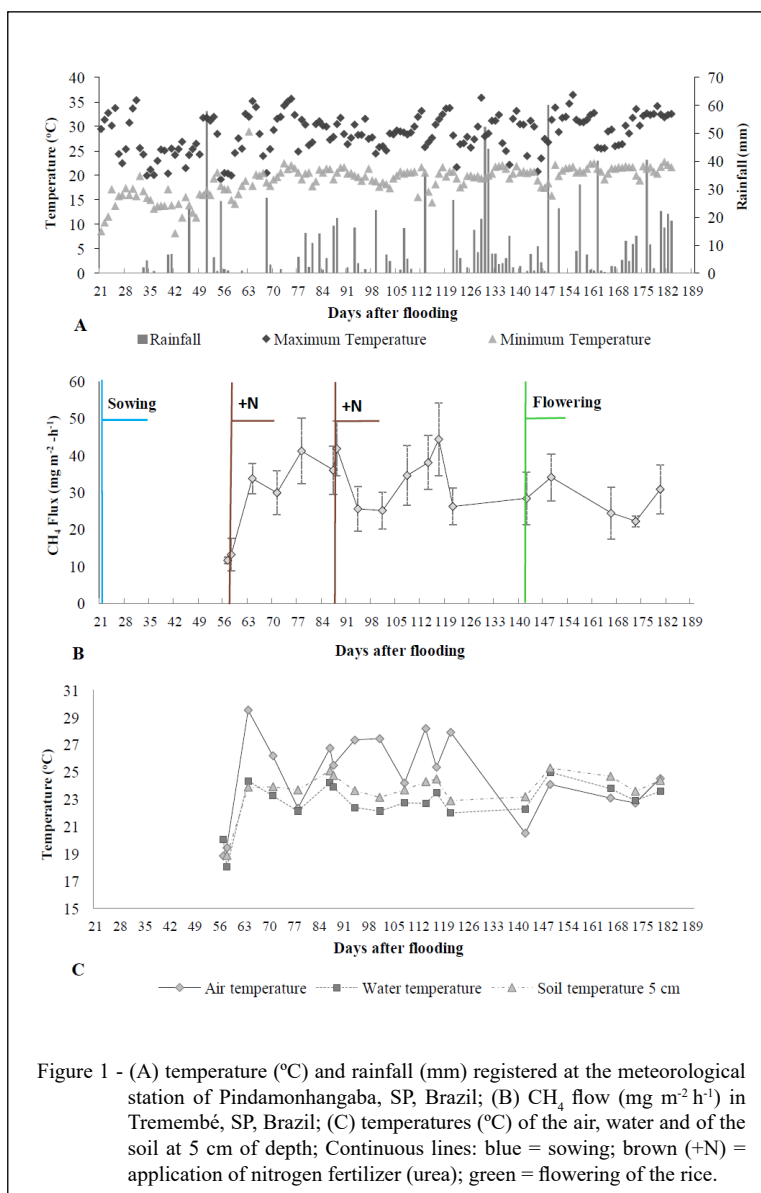 40
35
30
25
20
15
10
5
0
Temperature (ºC)
70
60
50
40
30
20
10
0
Rainfall (mm)
21 28 35 42 49 56 63 70 77 84 91 98 105 112 119 126 133 140 147 154 161 168 175 182 189
Days after flooding
A
Rainfall Maximum Temperature Minimum Temperature
60
50
40
30
20
10
0
CH4 Flux (mg m-2 -h-1)
Sowing +N +N Flowering
21 28 35 42 49 56 63 70 77 84 91 98 105 112 119 126 133 140 147 154 161 168 175 182 189
Days after flooding
B
31
29
27
25
23
21
19
17
15
Temperature (ºC)
21 28 35 42 49 56 63 70 77 84 91 98 105 112 119 126 133 140 147 154 161 168 175 182 189
Days after flooding
C
Air temperature Water temperature Soil temperature 5 cm
Figure 1 - (A) temperature (ºC) and rainfall (mm) registered at the meteorological
station of Pindamonhangaba, SP, Brazil; (B) CH4 flow (mg m-2 h-1) in
Tremembé, SP, Brazil; (C) temperatures (ºC) of the air, water and of the
soil at 5 cm of depth; Continuous lines: blue = sowing; brown (+N) =
application of nitrogen fertilizer (urea); green = flowering of the rice.